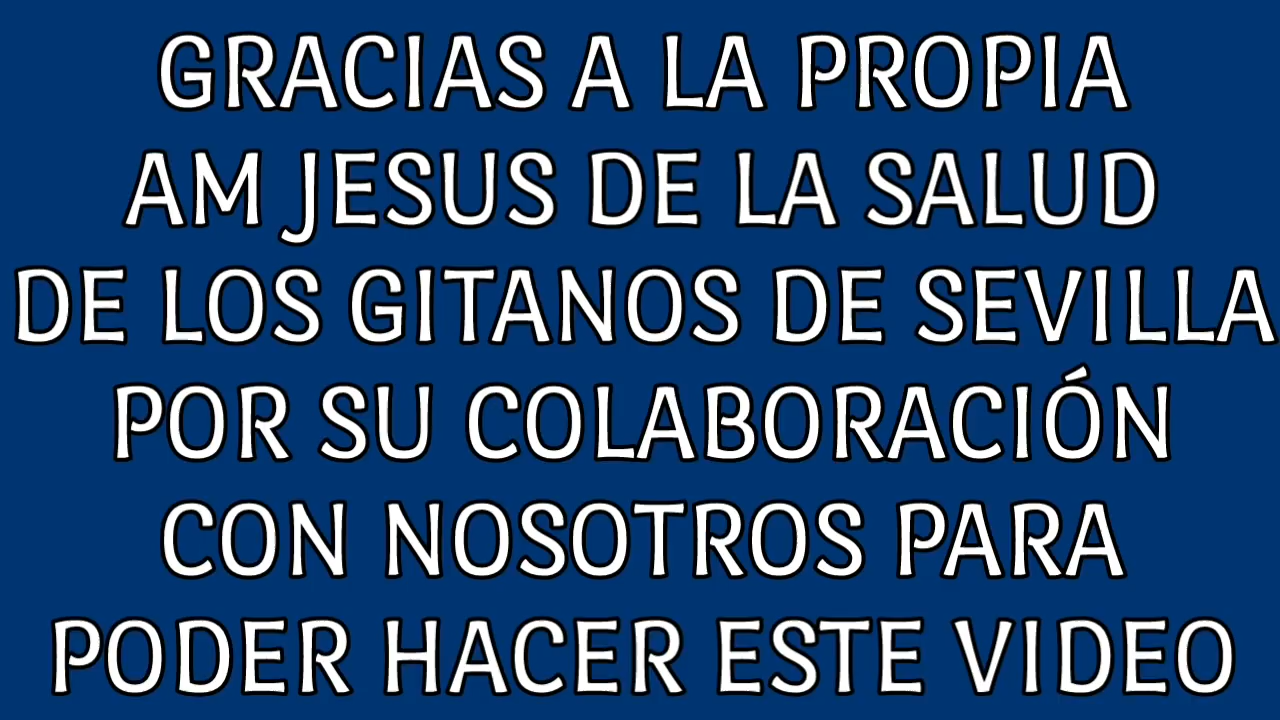 GRACIAS A LA PROPIA
AM JESUS DE LA SALUD
DE LOS GITANOS DE SEVILLA
POR SU COLABORACIÓN
CON NOSOTROS PARA
PODER HACER ESTE VIDEO